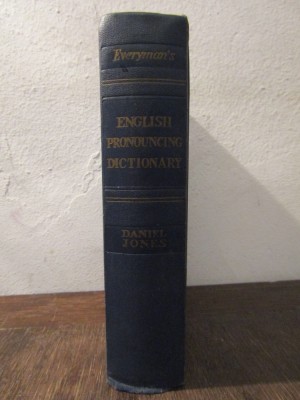 Everyman's
ENGLISH
PRONOUNCING
DICTIONARY
DANIEL
JONES